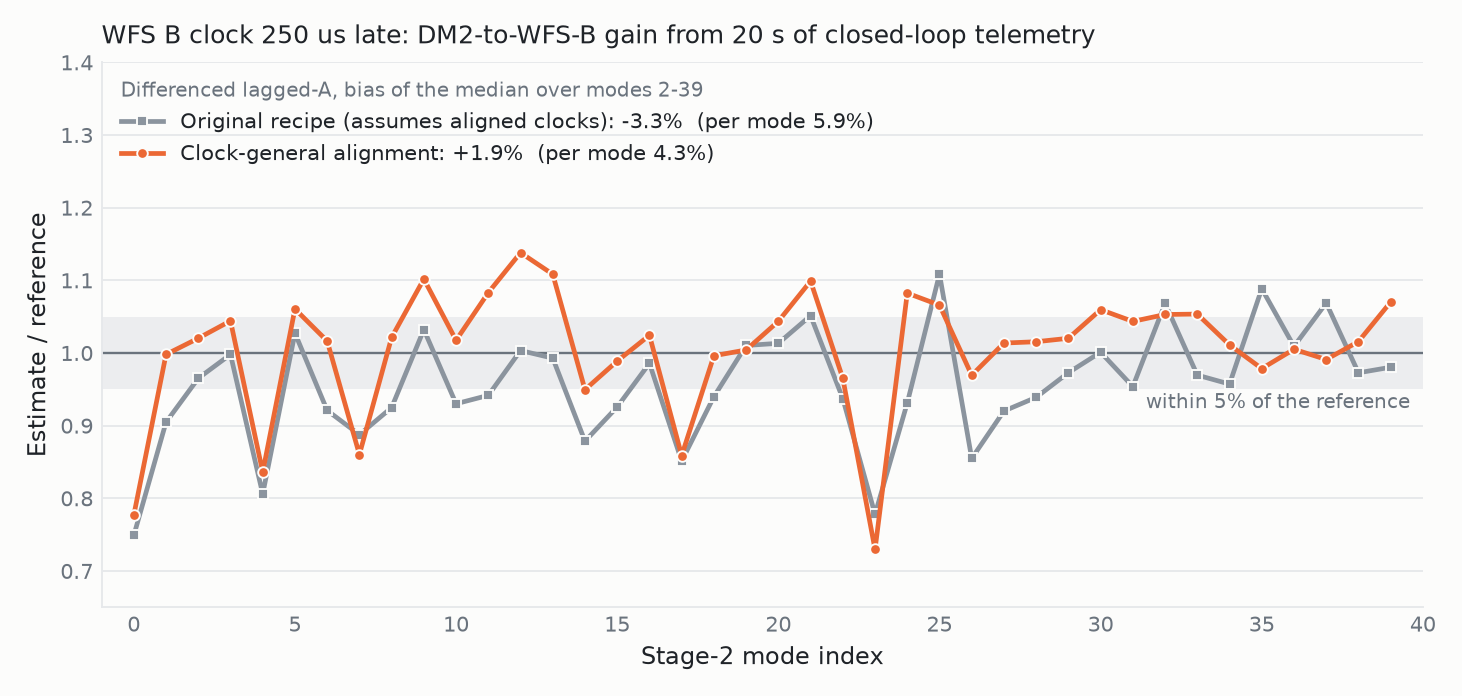 WFS B clock 250 us late: DM2-to-WFS-B gain from 20 s of closed-loop telemetry
1.4
Differenced lagged-A, bias of the median over modes 2-39
Original recipe (assumes aligned clocks): -3.3%  (per mode 5.9%)
1.3
Clock-general alignment: +1.9%  (per mode 4.3%)
1.2
1.1
1.0
within 5% of the reference
0.9
0.8
0.7
Estimate / reference
0 5 10 15 20 25 30 35 40
Stage-2 mode index